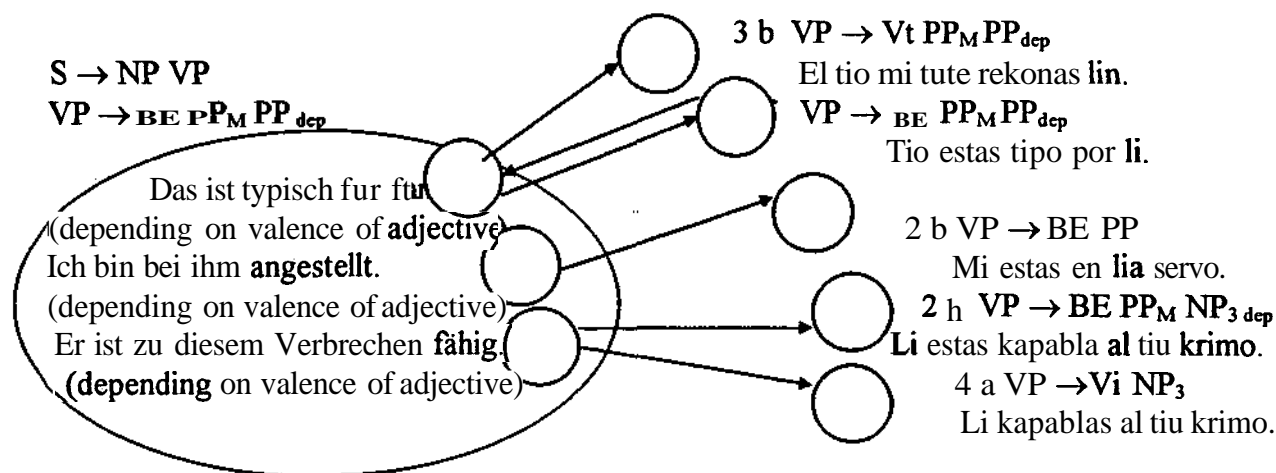 S → NP VP
VP → BE PP_M PP_dep
Das ist typisch fur
(depending on valence of adjective)
Ich bin bei ihm angestellt.
(depending on valence of adjective)
Er ist zu diesem Verbrechen fähig.
(depending on valence of adjective)
3 b VP → Vt PP_M PP_dep
El tio mi tute rekonas lin.
VP → BE PP_M PP_dep
Tio estas tipo por li.
2 b VP → BE PP
Mi estas en lia servo.
2 h VP → BE PP_M NP_3 dep
Li estas kapabla al tiu krimo.
4 a VP → Vi NP_3
Li kapablas al tiu krimo.